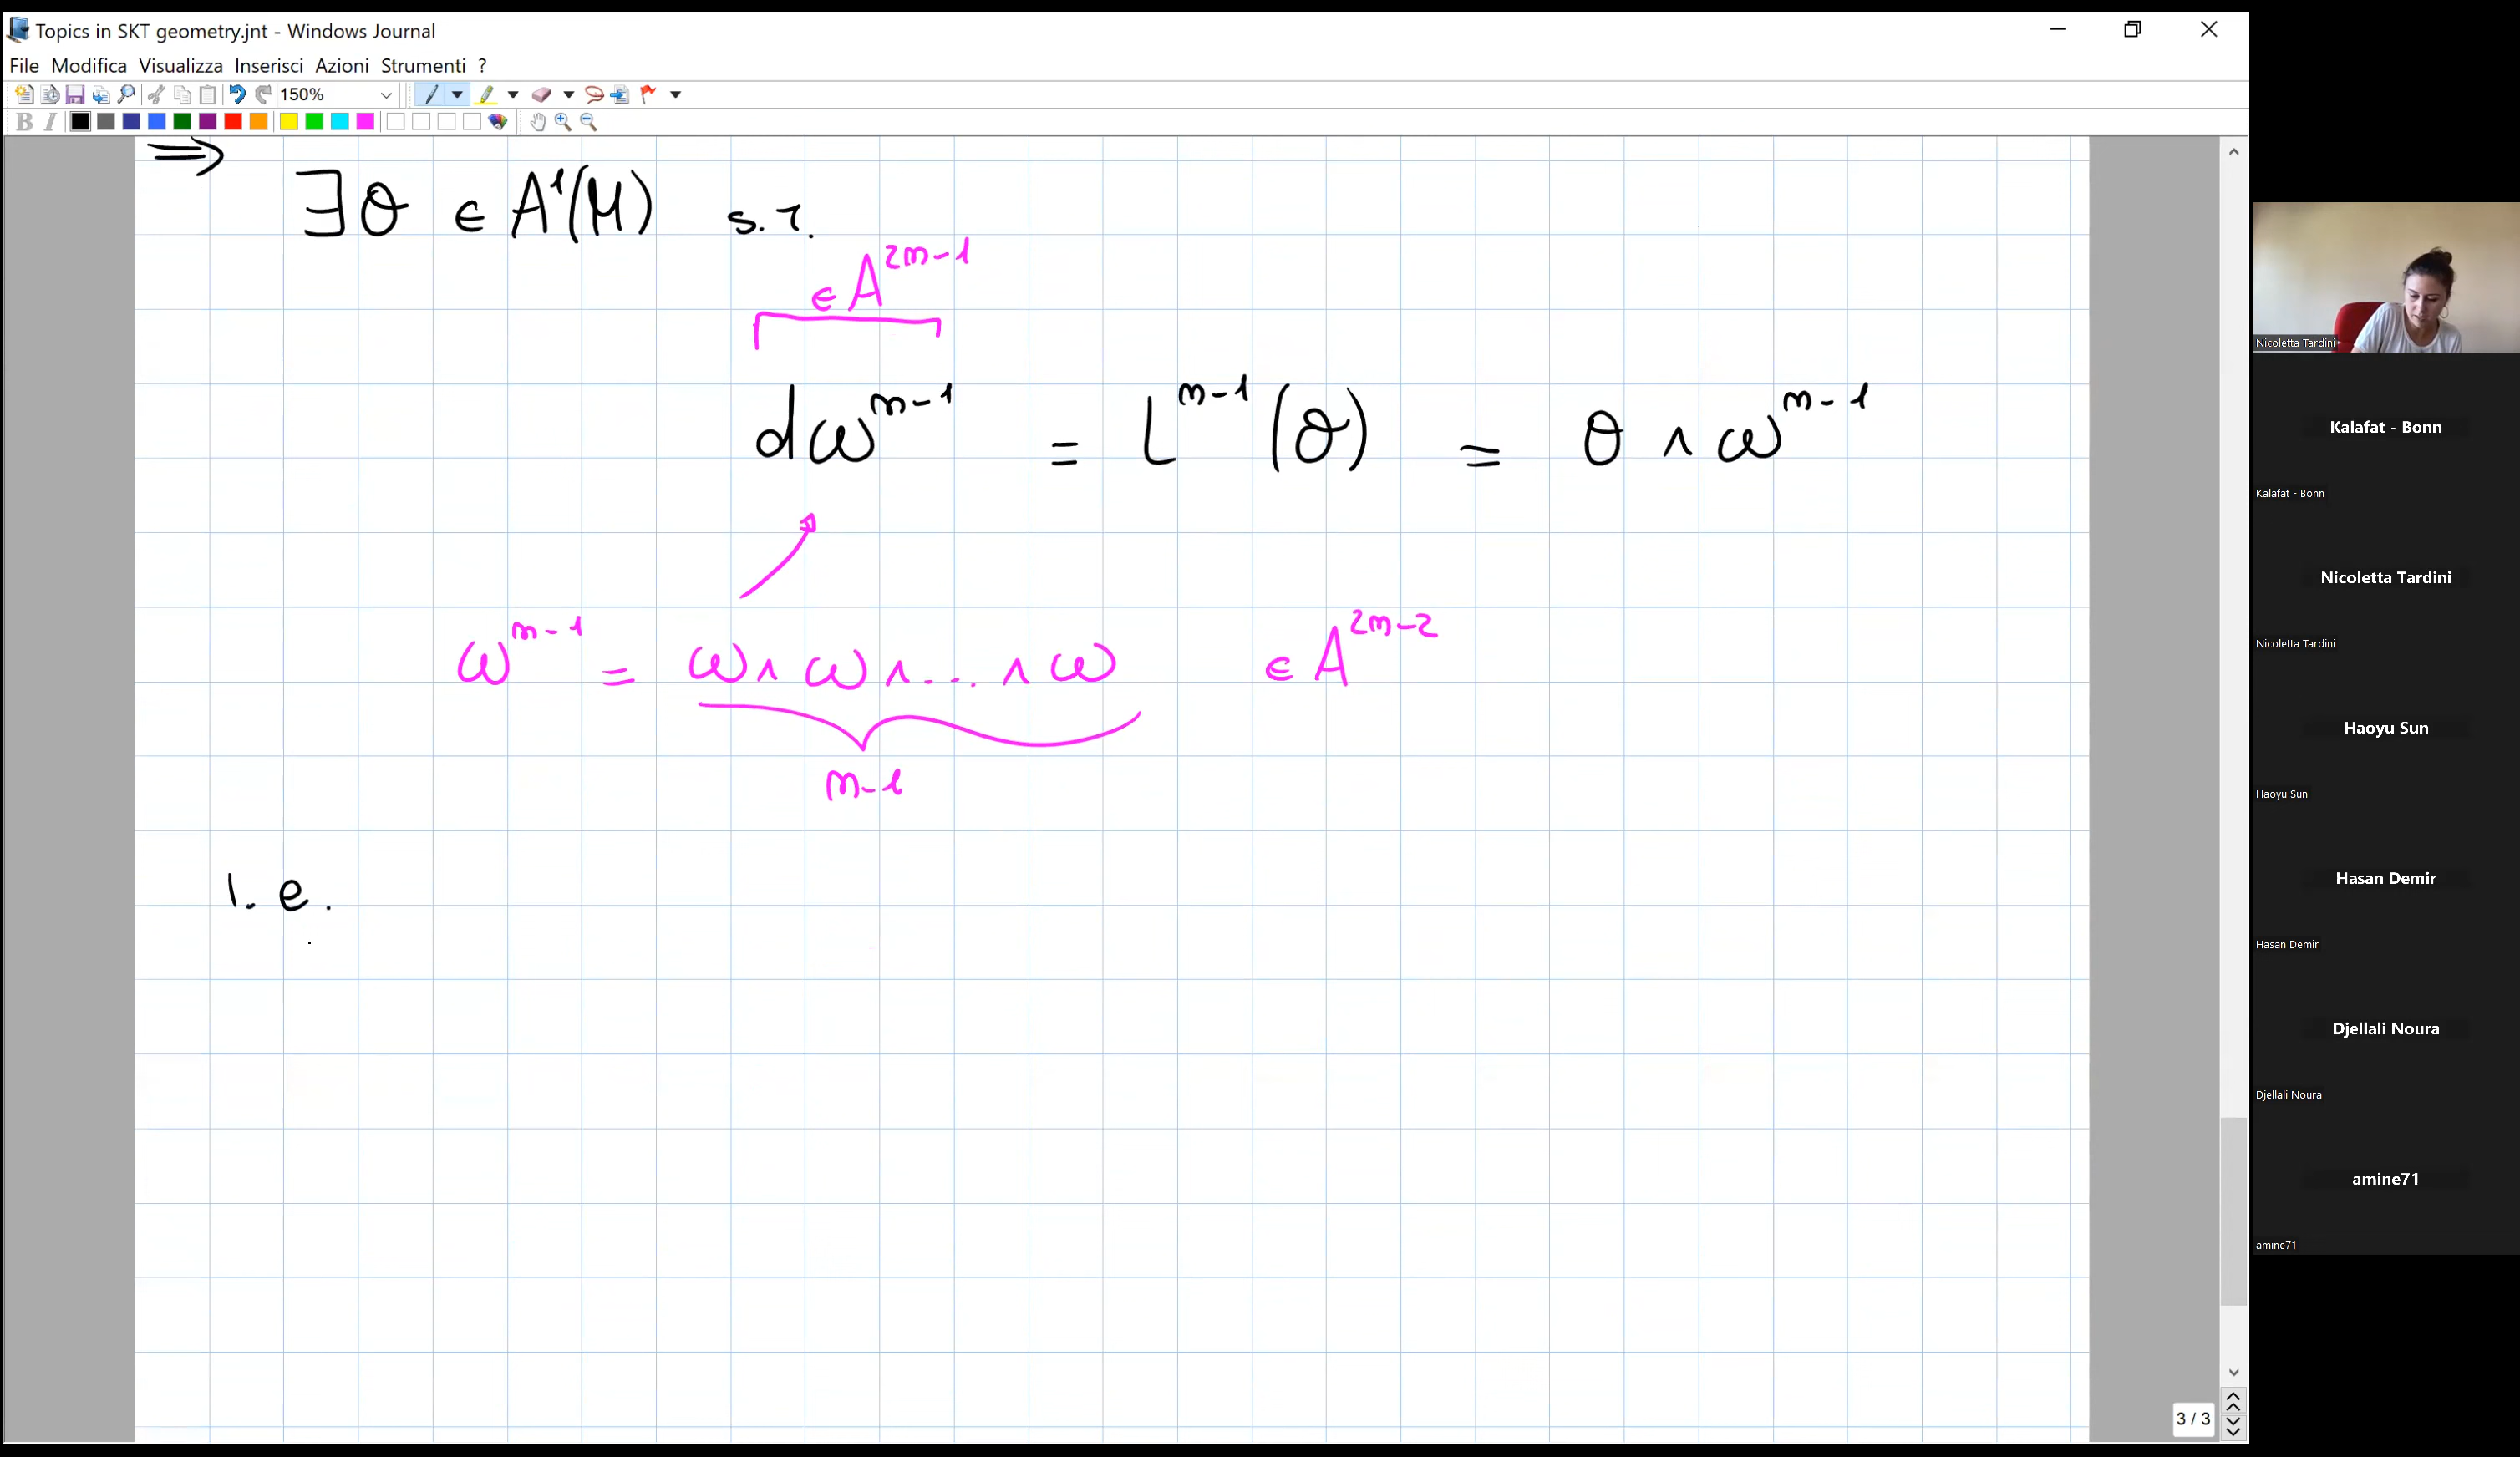 Topics in SKT geometry.jnt - Windows Journal
File Modifica Visualizza Inserisci Azioni Strumenti ?
150%
B I
⟹
∃ θ ∈ A¹(M) s.t.
∈ A^{2n-1}
dω^{n-1} = L^{n-1}(θ) = θ ∧ ω^{n-1}
ω^{n-1} = ω ∧ ω ∧ ... ∧ ω ∈ A^{2n-2}
n-1
I.e.
3 / 3
Nicoletta Tardini
Kalafat - Bonn
Kalafat - Bonn
Nicoletta Tardini
Nicoletta Tardini
Haoyu Sun
Haoyu Sun
Hasan Demir
Hasan Demir
Djellali Noura
Djellali Noura
amine71
amine71